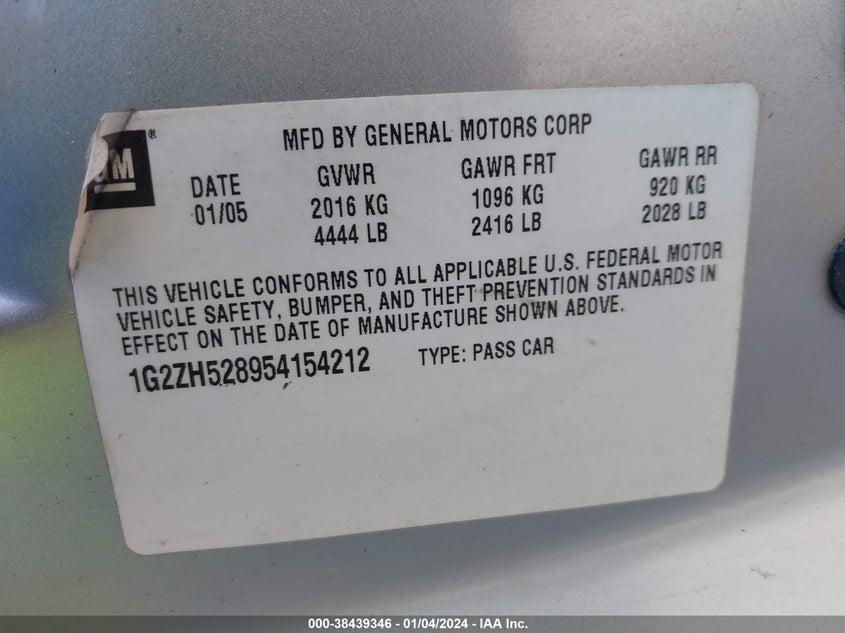 GM ®
MFD BY GENERAL MOTORS CORP
DATE GVWR GAWR FRT GAWR RR
01/05 2016 KG 1096 KG 920 KG
4444 LB 2416 LB 2028 LB
THIS VEHICLE CONFORMS TO ALL APPLICABLE U.S. FEDERAL MOTOR
VEHICLE SAFETY, BUMPER, AND THEFT PREVENTION STANDARDS IN
EFFECT ON THE DATE OF MANUFACTURE SHOWN ABOVE.
1G2ZH528954154212 TYPE: PASS CAR
000-38439346 - 01/04/2024 - IAA Inc.